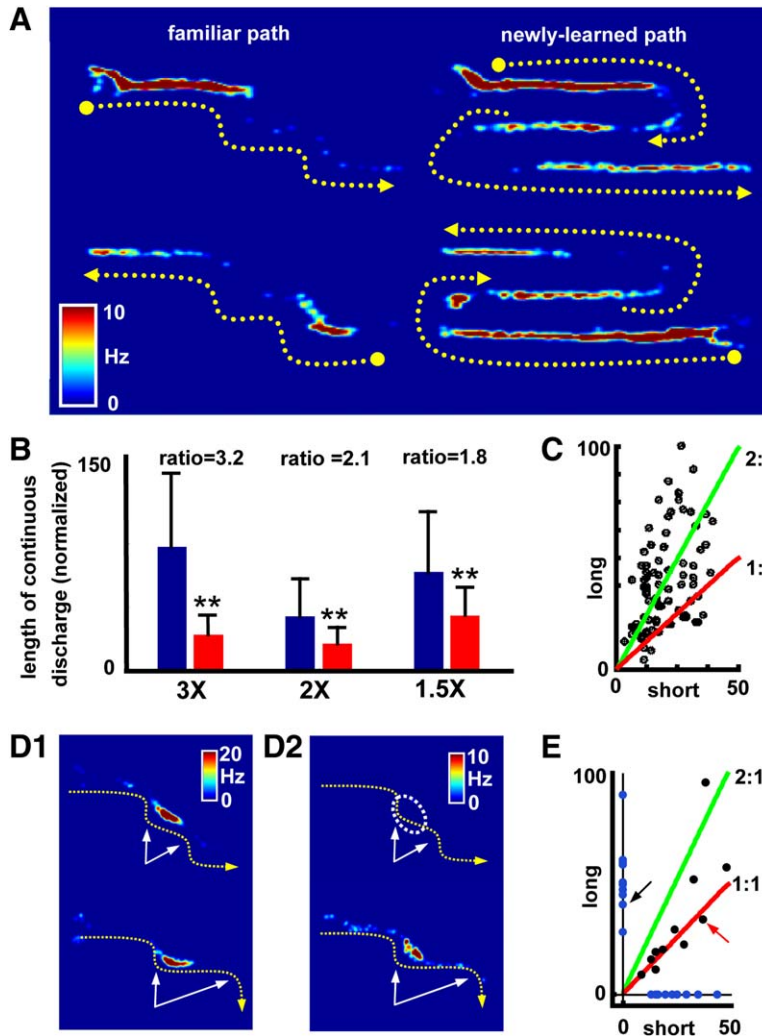 A
familiar path
newly-learned path
10
Hz
0
B
length of continuous
discharge (normalized)
150
0
ratio=3.2
ratio =2.1
ratio=1.8
**
**
**
3X
2X
1.5X
C
100
long
0
0
short
50
2:
1:
D1
20
Hz
0
D2
10
Hz
0
E
100
long
0
0
short
50
2:1
1:1